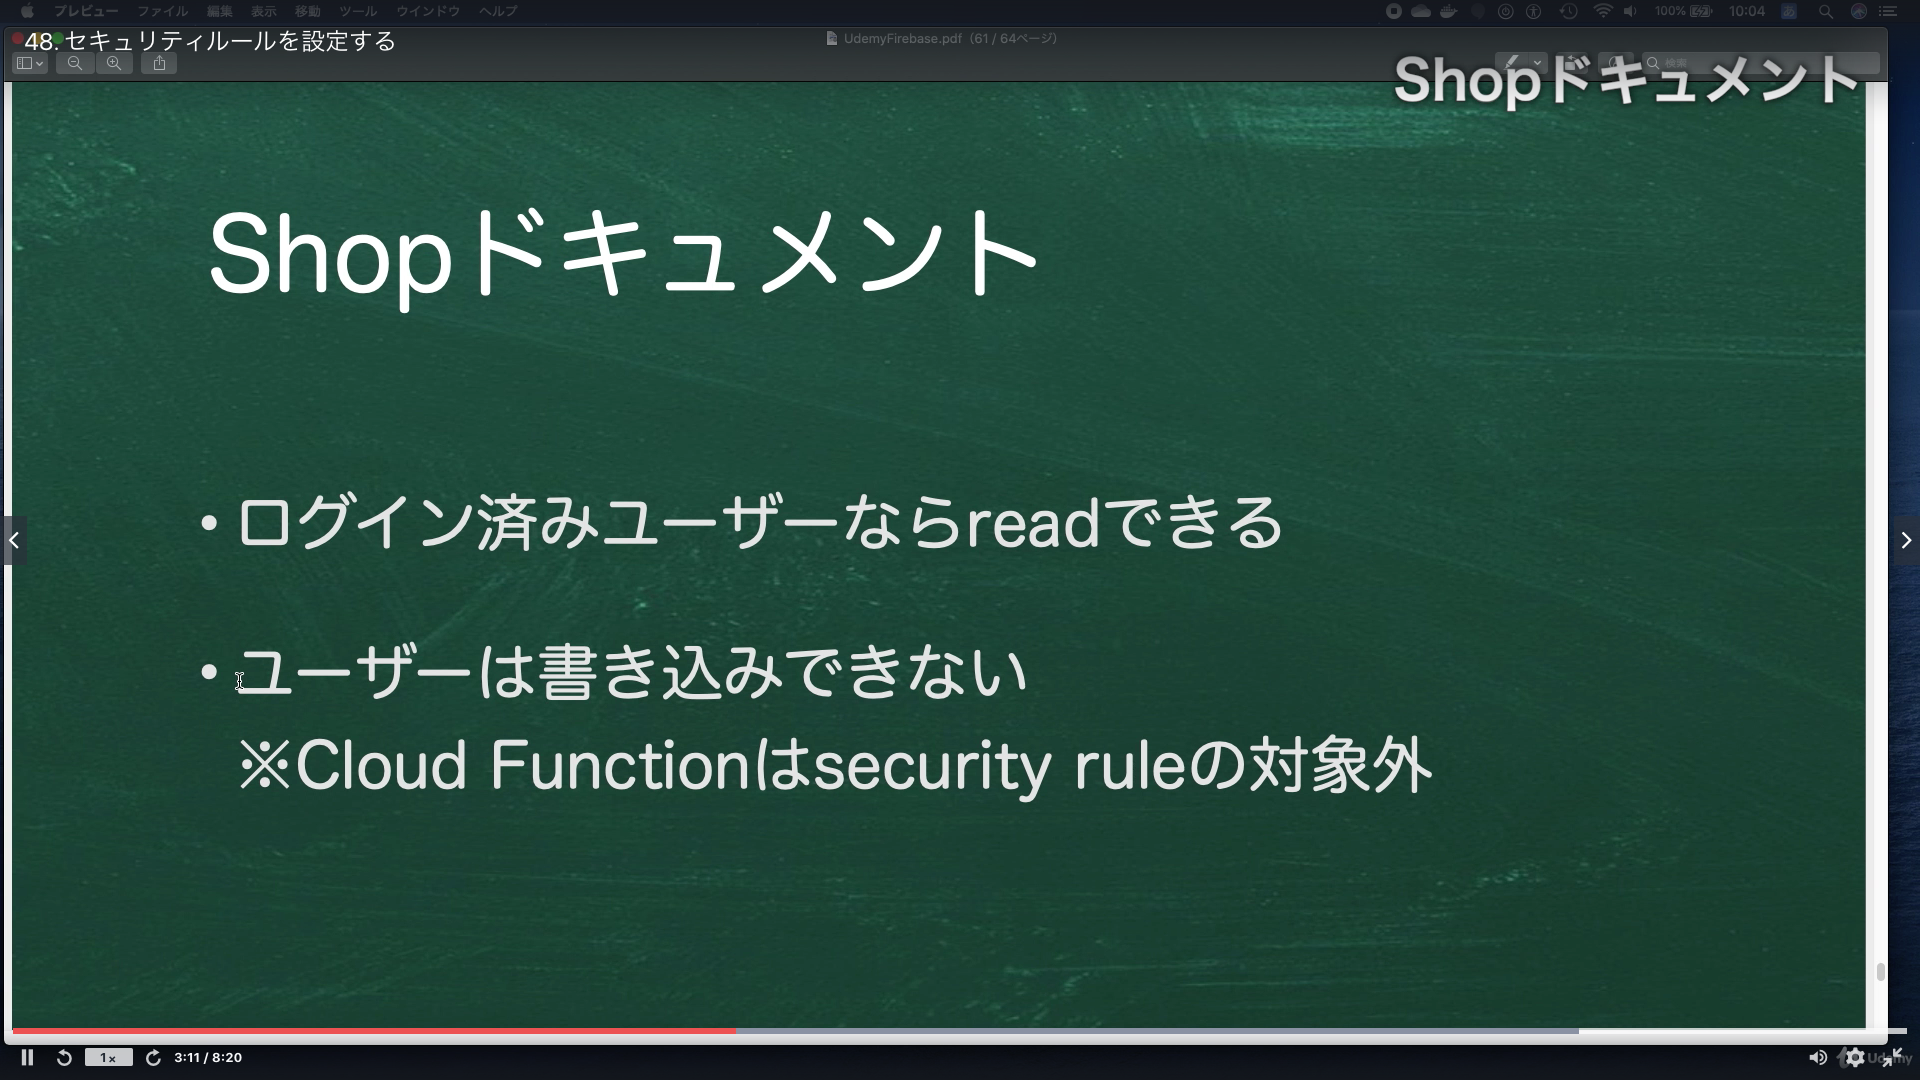 プレビュー ファイル 編集 表示 移動 ツール ウインドウ ヘルプ 100% 10:04 あ
48. セキュリティルールを設定する
UdemyFirebase.pdf（61 / 64ページ）
検索
Shopドキュメント
Shopドキュメント
• ログイン済みユーザーならreadできる
• ユーザーは書き込みできない
※Cloud Functionはsecurity ruleの対象外
1x 3:11 / 8:20
Udemy